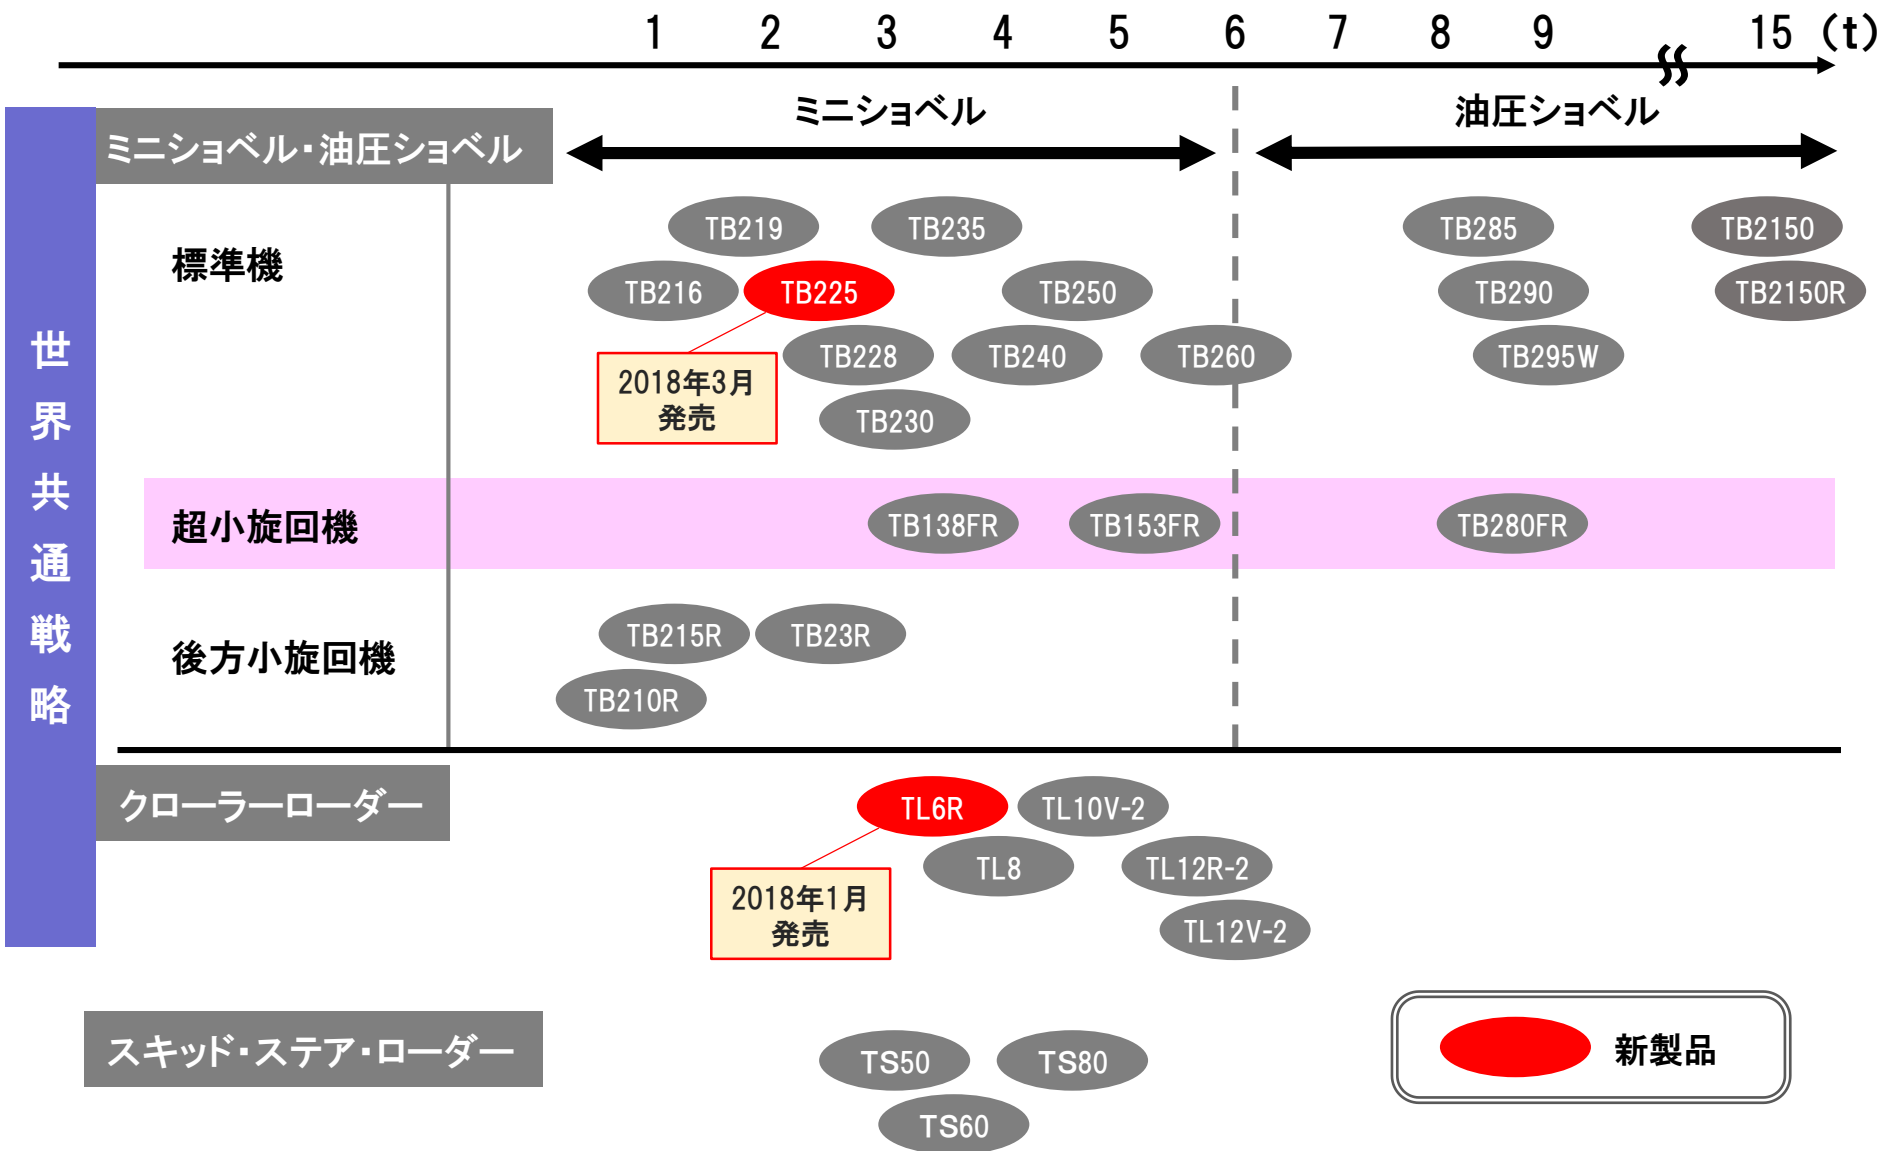 1 2 3 4 5 6 7 8 9 15 (t)
ミニショベル 油圧ショベル
世界共通戦略
ミニショベル・油圧ショベル
標準機
TB219 TB235 TB285 TB2150
TB216 TB225 TB250 TB290 TB2150R
TB228 TB240 TB260 TB295W
2018年3月
発売
TB230
超小旋回機
TB138FR TB153FR TB280FR
後方小旋回機
TB215R TB23R
TB210R
クローラーローダー
TL6R TL10V-2
TL8 TL12R-2
2018年1月
発売
TL12V-2
スキッド・ステア・ローダー
TS50 TS80
TS60
新製品